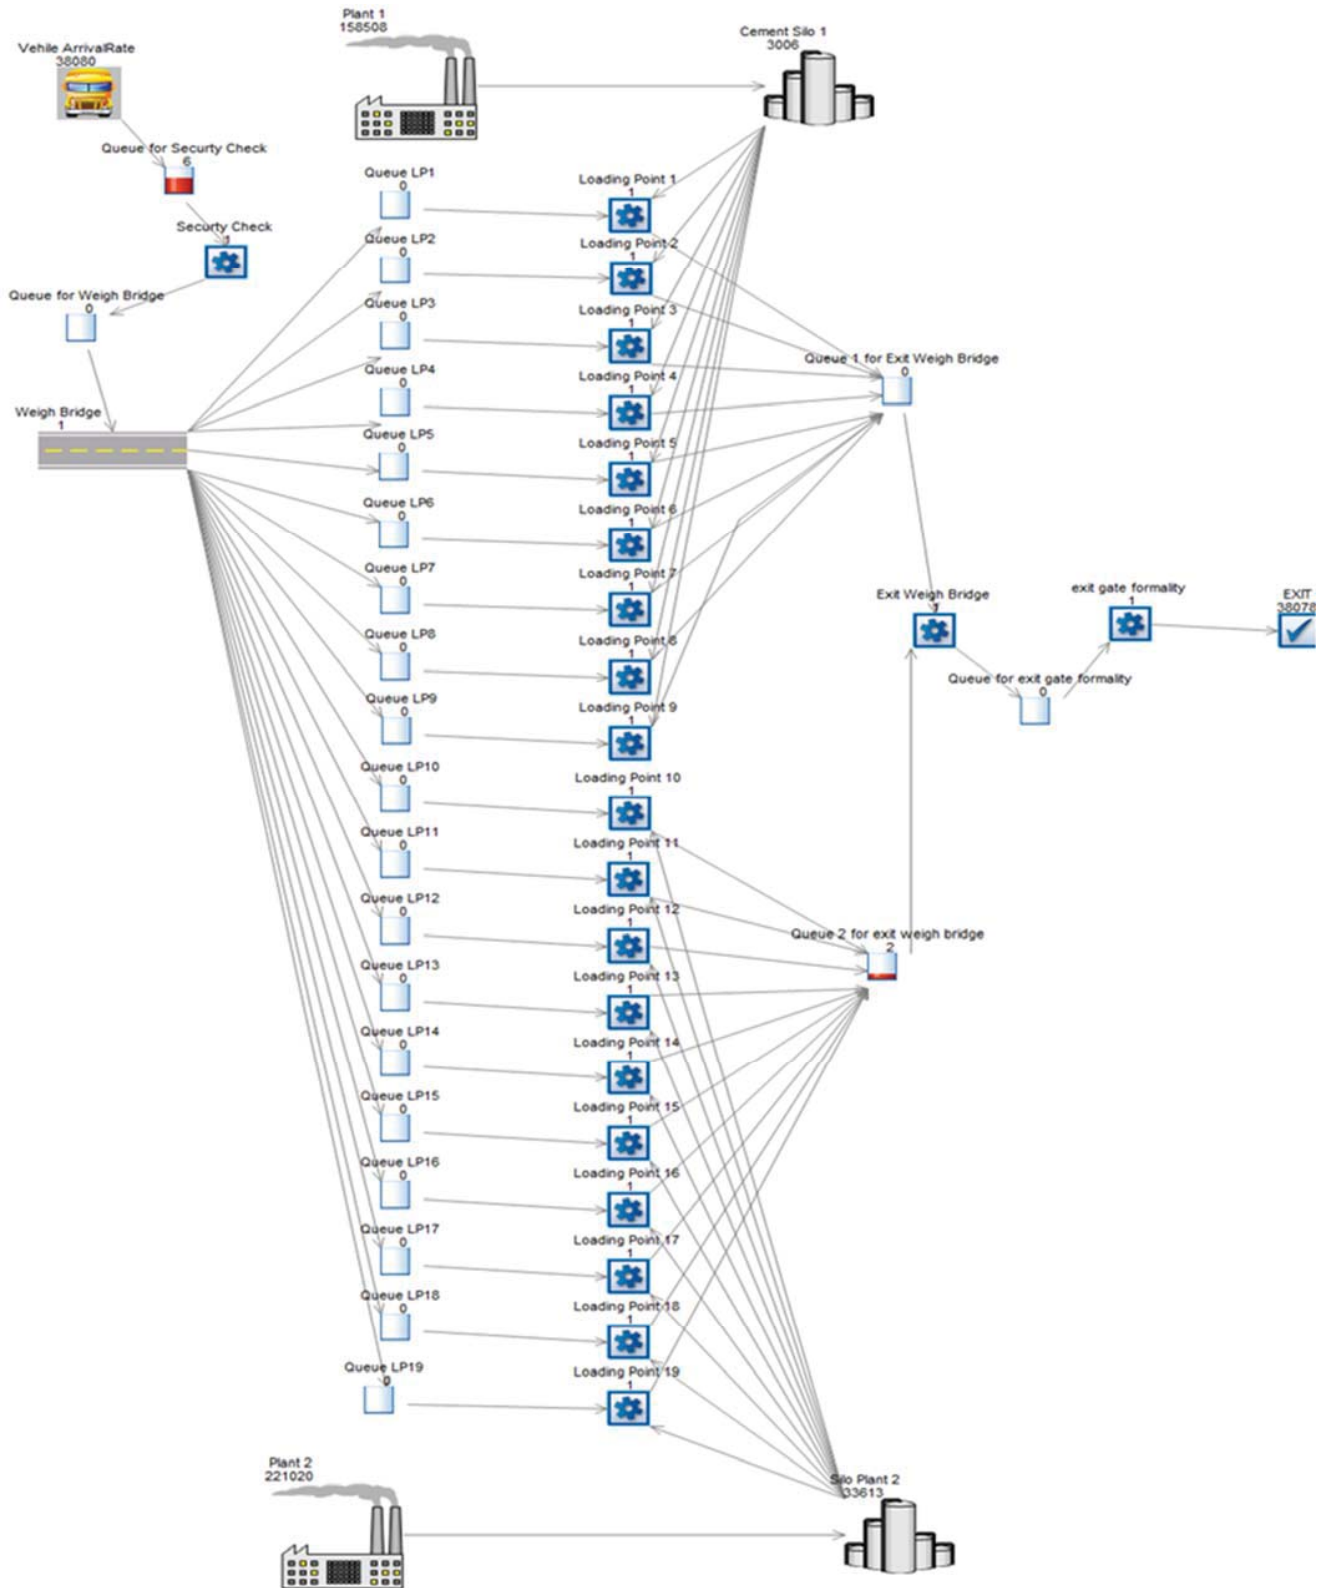 Plant 1
158508
Cement Silo 1
3006
Vehile ArrivalRate
38080
Queue for Securty Check
6
Securty Check
1
Queue for Weigh Bridge
0
Weigh Bridge
1
Queue LP1
0
Loading Point 1
1
Queue LP2
0
Loading Point 2
1
Queue LP3
0
Loading Point 3
1
Queue LP4
0
Loading Point 4
1
Queue LP5
0
Loading Point 5
1
Queue LP6
0
Loading Point 6
1
Queue LP7
0
Loading Point 7
1
Queue LP8
0
Loading Point 8
1
Queue LP9
0
Loading Point 9
1
Queue LP10
0
Loading Point 10
1
Queue LP11
0
Loading Point 11
1
Queue LP12
0
Loading Point 12
1
Queue LP13
0
Loading Point 13
1
Queue LP14
0
Loading Point 14
1
Queue LP15
0
Loading Point 15
1
Queue LP16
0
Loading Point 16
1
Queue LP17
0
Loading Point 17
1
Queue LP18
0
Loading Point 18
1
Queue LP19
0
Loading Point 19
1
Queue 1 for Exit Weigh Bridge
0
Exit Weigh Bridge
1
exit gate formality
1
EXIT
38078
Queue for exit gate formality
0
Queue 2 for exit weigh bridge
2
Plant 2
221020
Silo Plant 2
33613